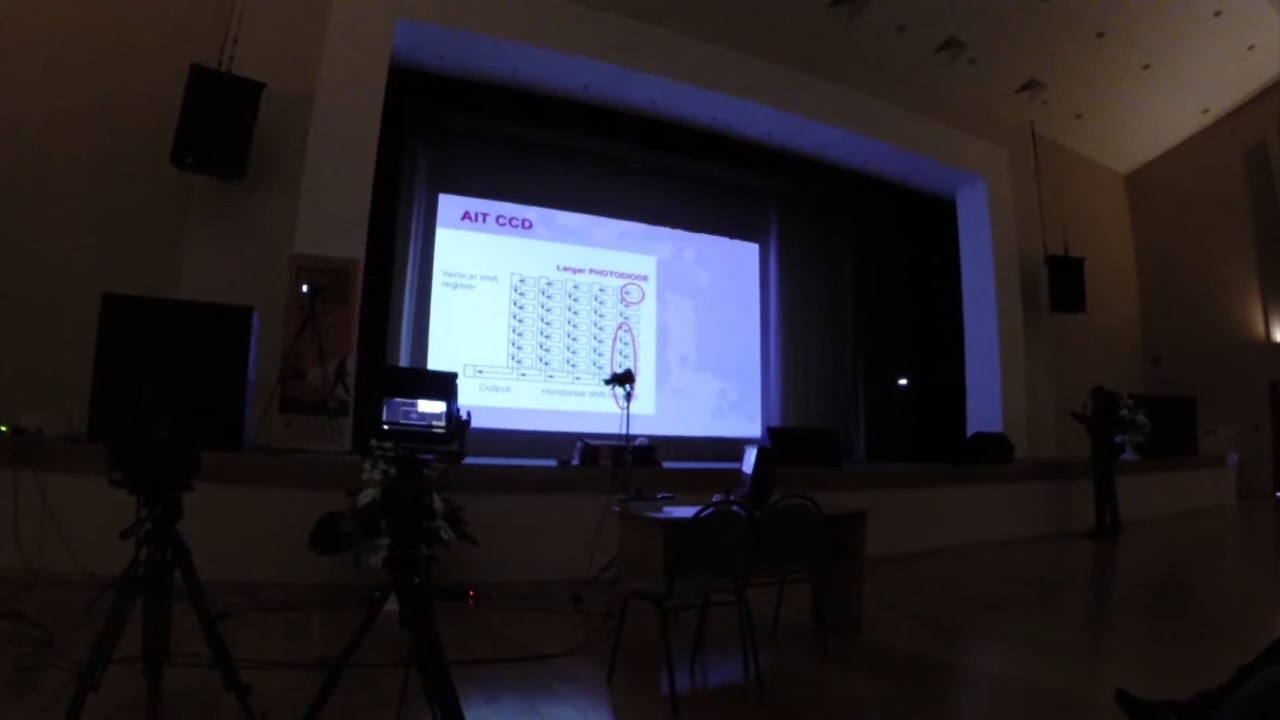 AIT CCD
Larger PHOTODIODE
Vertical shift
register
Output
Horizontal shift